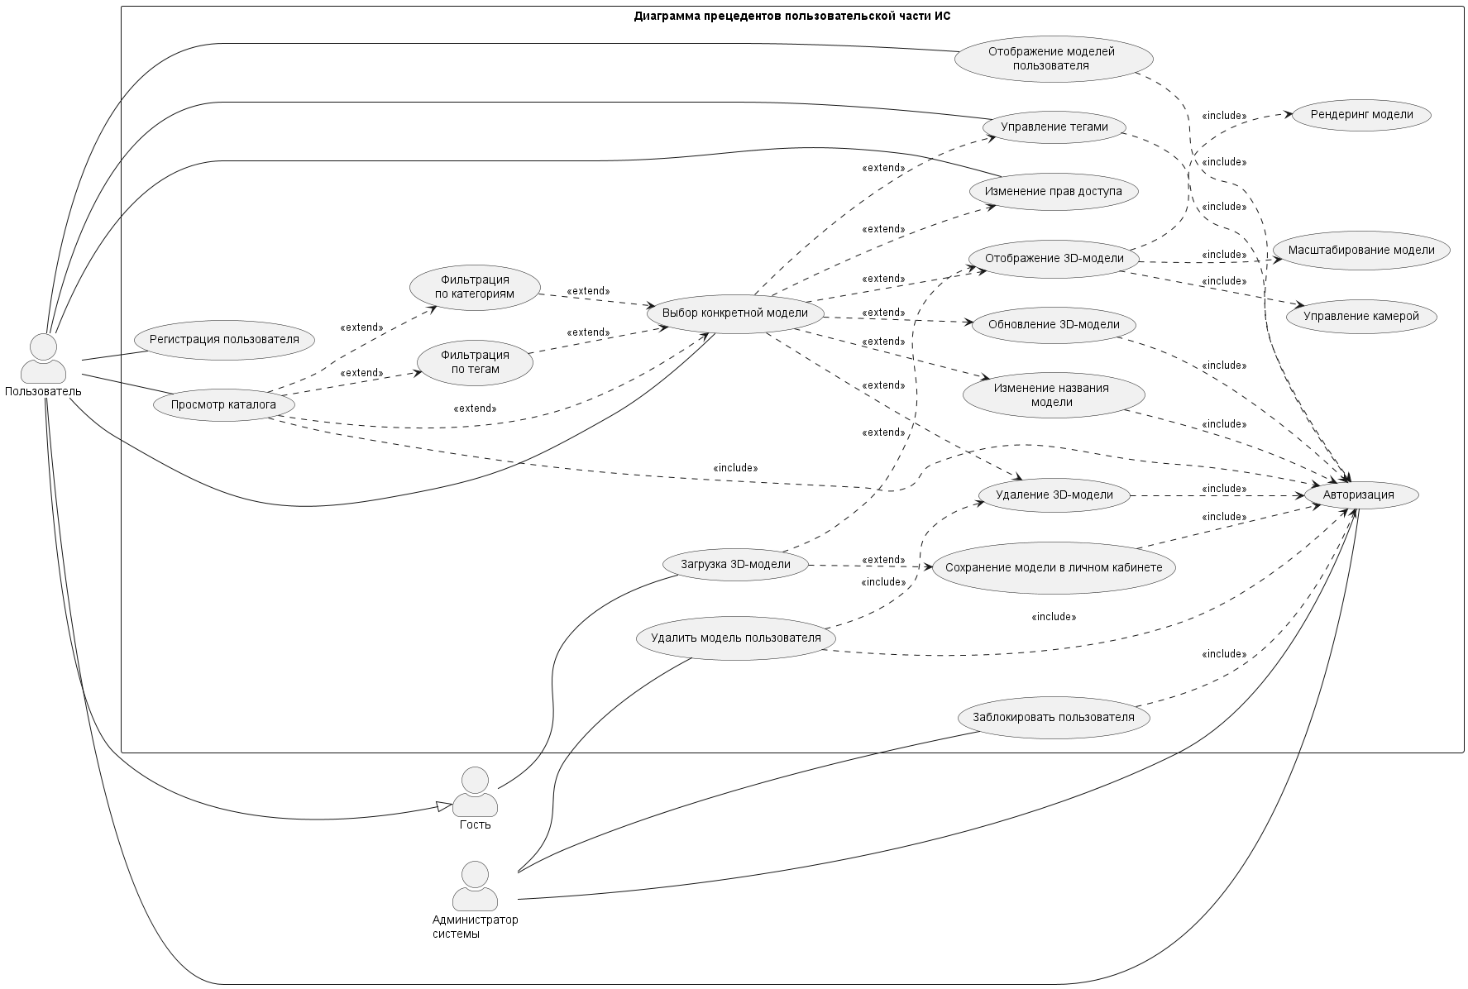 Диаграмма прецедентов пользовательской части ИС
Отображение моделей
пользователя
«include»
Рендеринг модели
Управление тегами
«extend»
«include»
Изменение прав доступа
«include»
«extend»
Отображение 3D-модели
«include»
Масштабирование модели
«extend»
«include»
Фильтрация
по категориям
«extend»
Выбор конкретной модели
«extend»
Обновление 3D-модели
Управление камерой
«extend»
«extend»
Регистрация пользователя
«extend»
Фильтрация
по тегам
«include»
«extend»
Изменение названия
модели
«extend»
Пользователь
Просмотр каталога
«extend»
«include»
«extend»
«include»
Удаление 3D-модели
«include»
Авторизация
«include»
Загрузка 3D-модели
«extend»
Сохранение модели в личном кабинете
«include»
«include»
Удалить модель пользователя
«include»
Заблокировать пользователя
Гость
Администратор
системы